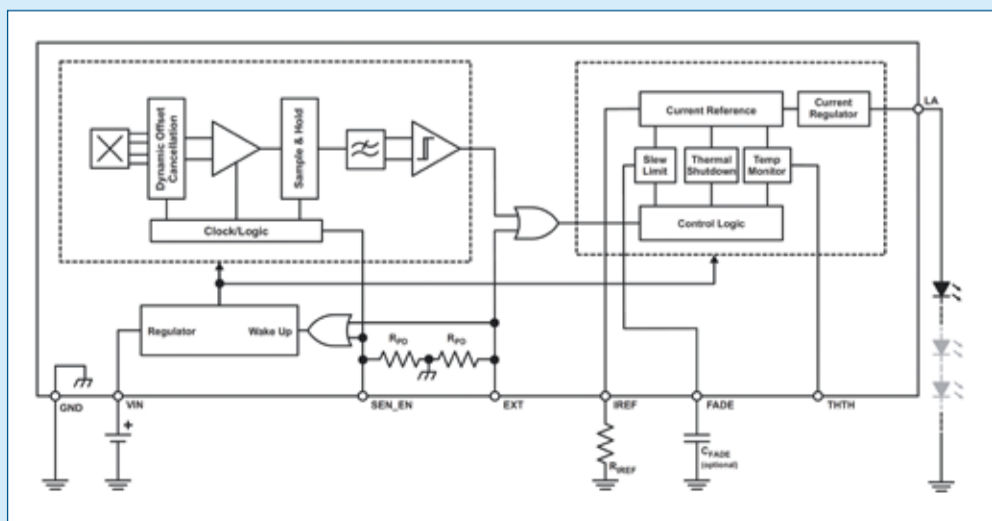 LA
Current Reference
Current
Regulator
Dynamic Offset
Cancellation
Sample & Hold
Slew
Limit
Thermal
Shutdown
Temp
Monitor
Clock/Logic
Control Logic
Regulator
Wake Up
RPD
RPD
GND
VIN
SEN_EN
EXT
IREF
FADE
THTH
+
RIREF
CFADE
(optional)